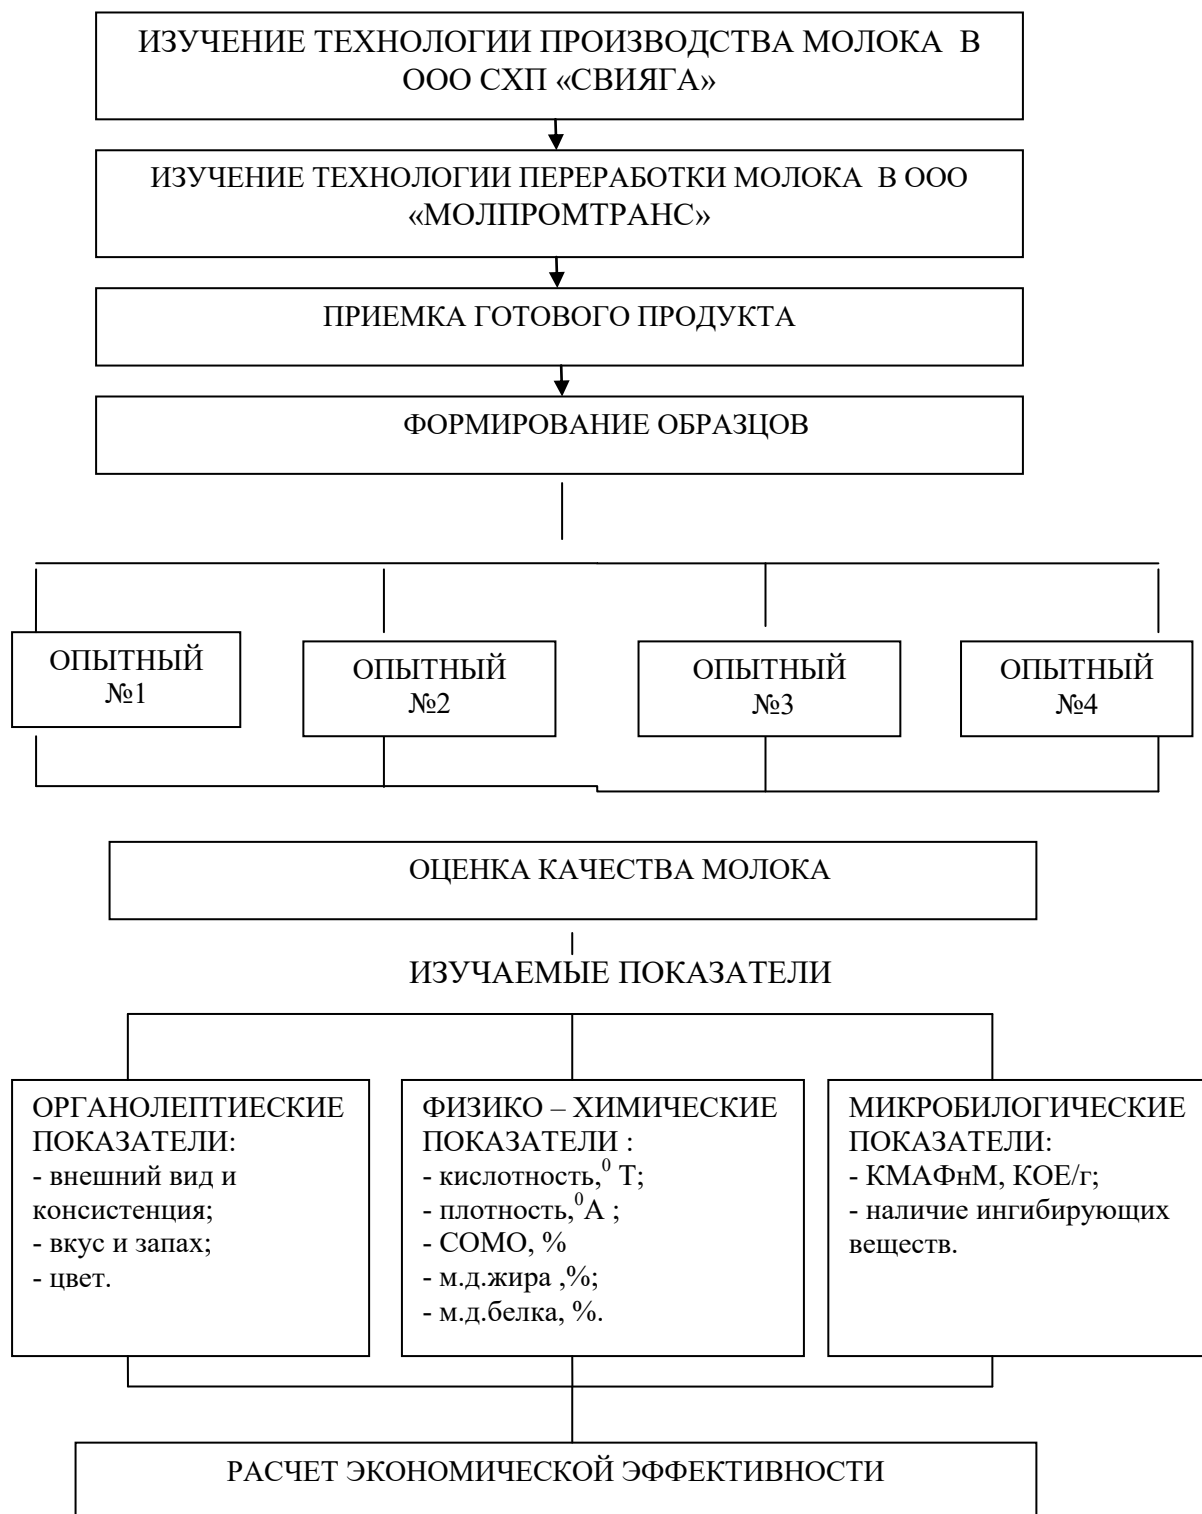 ИЗУЧЕНИЕ ТЕХНОЛОГИИ ПРОИЗВОДСТВА МОЛОКА В
ООО СХП «СВИЯГА»
ИЗУЧЕНИЕ ТЕХНОЛОГИИ ПЕРЕРАБОТКИ МОЛОКА В ООО
«МОЛПРОМТРАНС»
ПРИЕМКА ГОТОВОГО ПРОДУКТА
ФОРМИРОВАНИЕ ОБРАЗЦОВ
ОПЫТНЫЙ
№1
ОПЫТНЫЙ
№2
ОПЫТНЫЙ
№3
ОПЫТНЫЙ
№4
ОЦЕНКА КАЧЕСТВА МОЛОКА
ИЗУЧАЕМЫЕ ПОКАЗАТЕЛИ
ОРГАНОЛЕПТИЕСКИЕ
ПОКАЗАТЕЛИ:
- внешний вид и
консистенция;
- вкус и запах;
- цвет.
ФИЗИКО – ХИМИЧЕСКИЕ
ПОКАЗАТЕЛИ :
- кислотность,⁰ Т;
- плотность,⁰А ;
- СОМО, %
- м.д.жира ,%;
- м.д.белка, %.
МИКРОБИЛОГИЧЕСКИЕ
ПОКАЗАТЕЛИ:
- КМАФнМ, КОЕ/г;
- наличие ингибирующих
веществ.
РАСЧЕТ ЭКОНОМИЧЕСКОЙ ЭФФЕКТИВНОСТИ